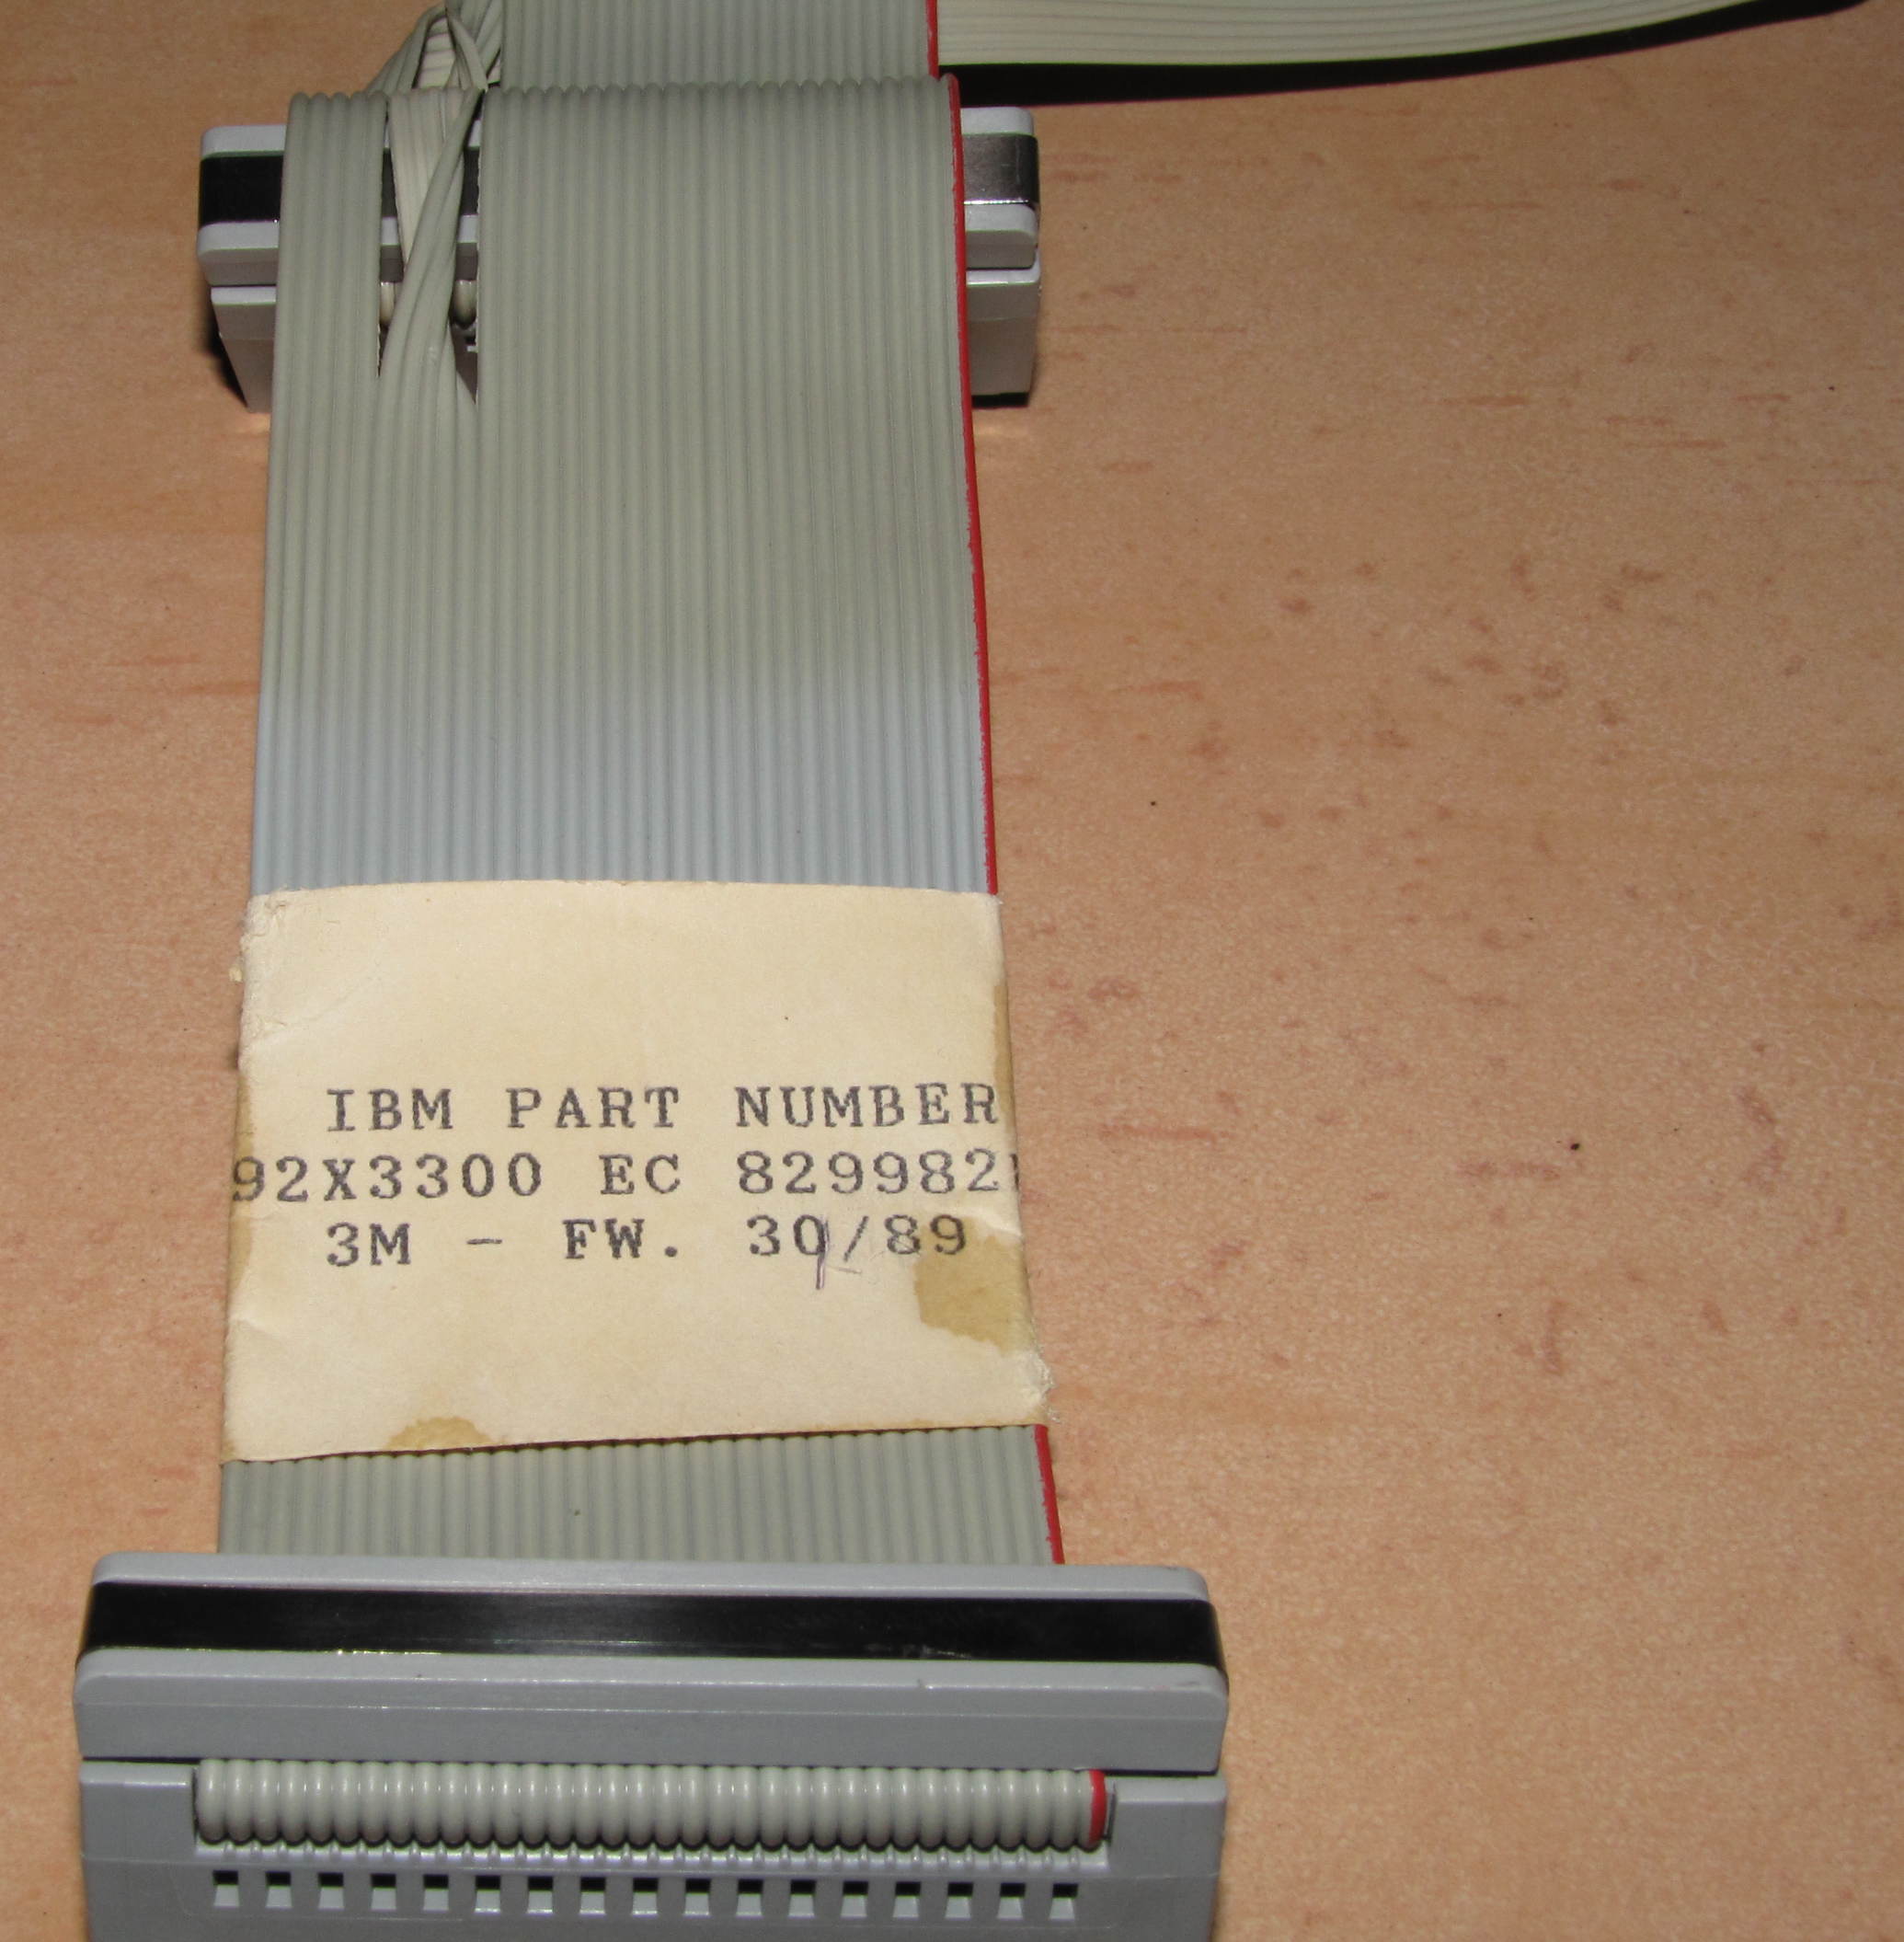 IBM PART NUMBER
92X3300 EC 829982
3M - FW. 30/89